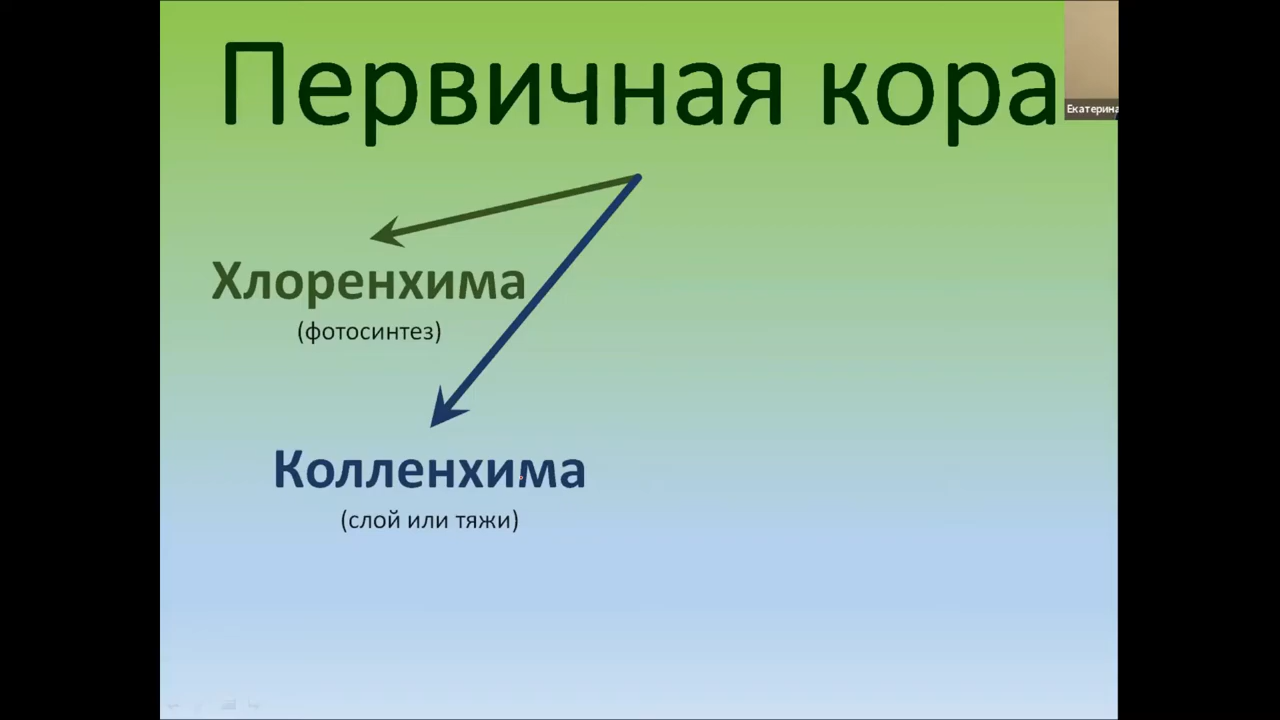 Первичная кора
Екатерина
Хлоренхима
(фотосинтез)
Колленхима
(слой или тяжи)